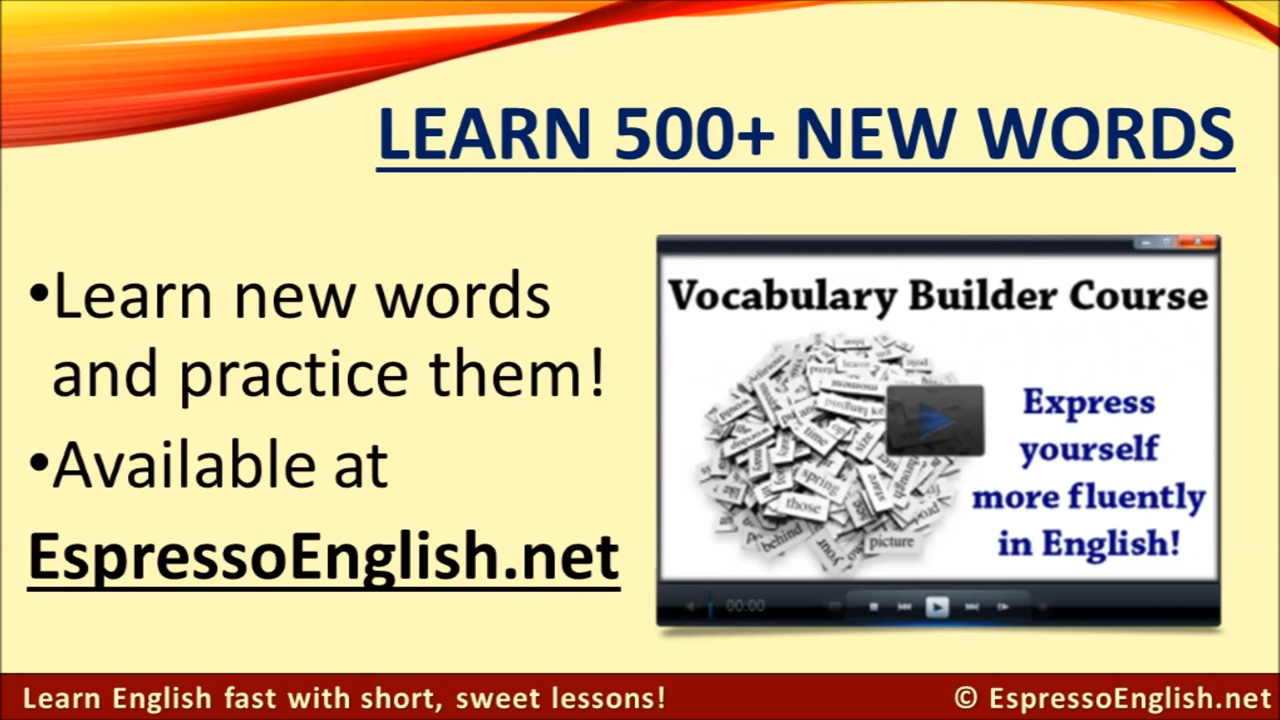 LEARN 500+ NEW WORDS
•Learn new words
and practice them!
•Available at
EspressoEnglish.net
Vocabulary Builder Course
Express
yourself
more fluently
in English!
time
spring
those
behind
picture
00:00
Learn English fast with short, sweet lessons!
© EspressoEnglish.net